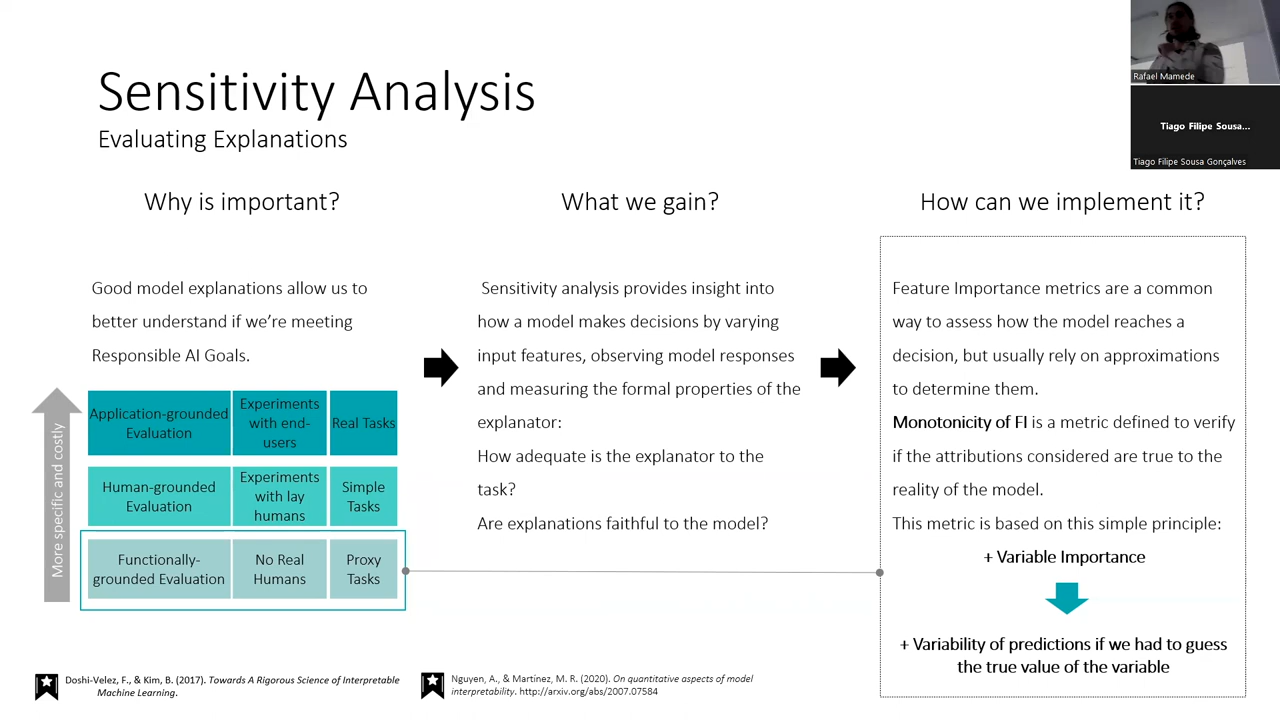 Sensitivity Analysis
Evaluating Explanations
Rafael Mamede
Tiago Filipe Sousa...
Tiago Filipe Sousa Gonçalves
Why is important?
Good model explanations allow us to
better understand if we're meeting
Responsible AI Goals.
More specific and costly
Application-grounded
Evaluation
Experiments
with end-
users
Real Tasks
Human-grounded
Evaluation
Experiments
with lay
humans
Simple
Tasks
Functionally-
grounded Evaluation
No Real
Humans
Proxy
Tasks
What we gain?
Sensitivity analysis provides insight into
how a model makes decisions by varying
input features, observing model responses
and measuring the formal properties of the
explanator:
How adequate is the explanator to the
task?
Are explanations faithful to the model?
How can we implement it?
Feature Importance metrics are a common
way to assess how the model reaches a
decision, but usually rely on approximations
to determine them.
Monotonicity of FI is a metric defined to verify
if the attributions considered are true to the
reality of the model.
This metric is based on this simple principle:
+ Variable Importance
+ Variability of predictions if we had to guess
the true value of the variable
Doshi-Velez, F., & Kim, B. (2017). Towards A Rigorous Science of Interpretable
Machine Learning.
Nguyen, A., & Martínez, M. R. (2020). On quantitative aspects of model
interpretability. http://arxiv.org/abs/2007.07584